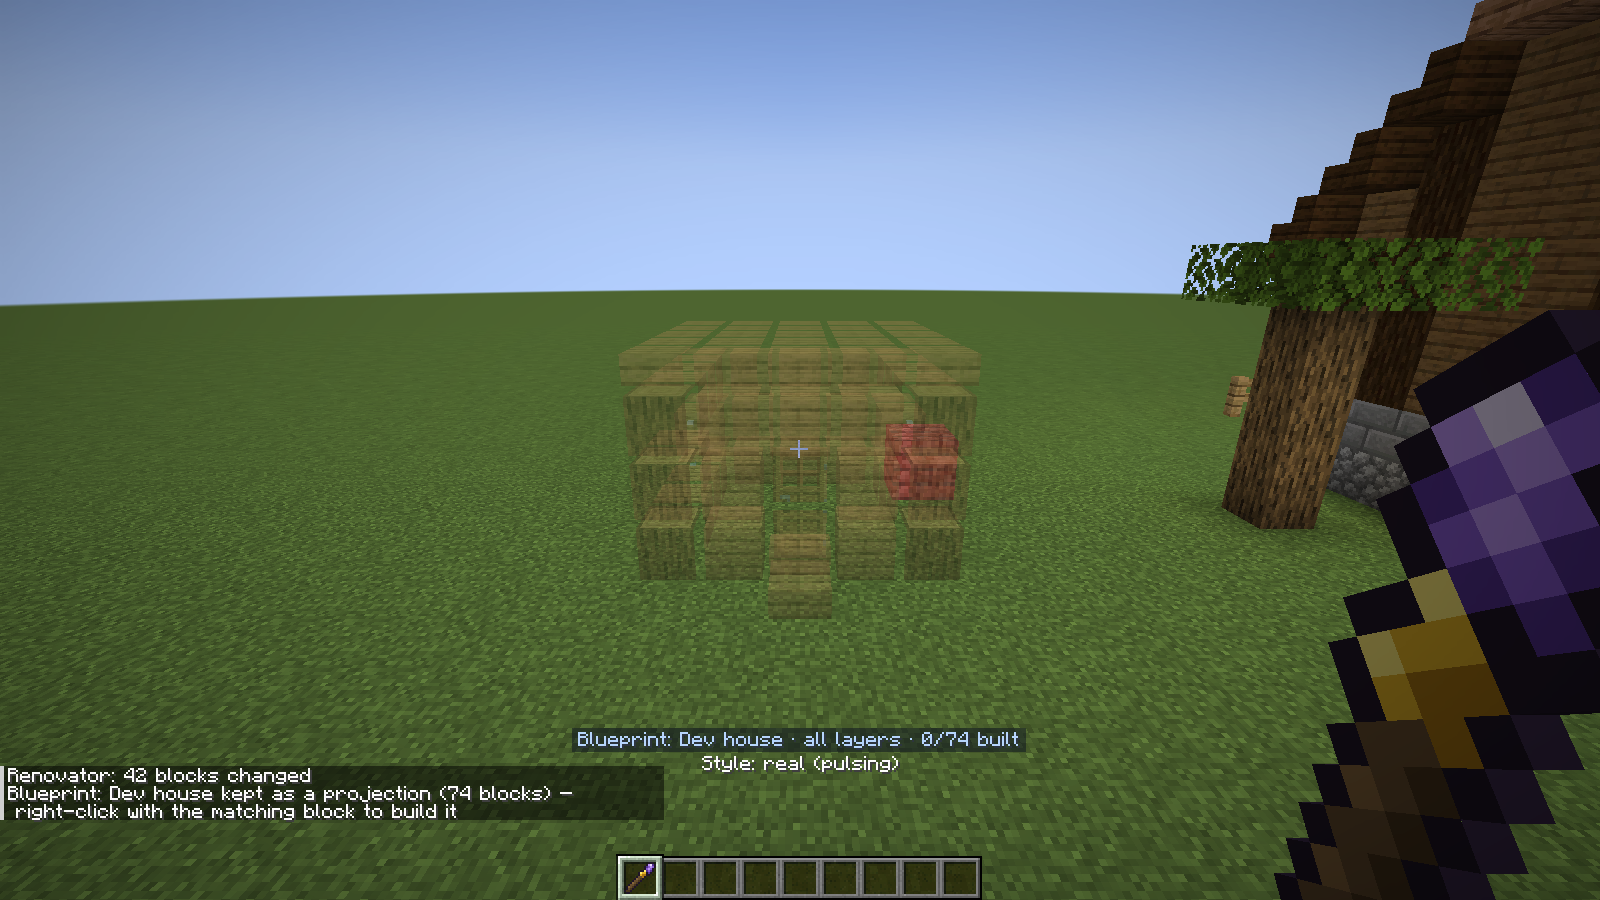 Blueprint: Dev house · all layers · 0/74 built
Style: real (pulsing)
Renovator: 42 blocks changed
Blueprint: Dev house kept as a projection (74 blocks) –
right-click with the matching block to build it